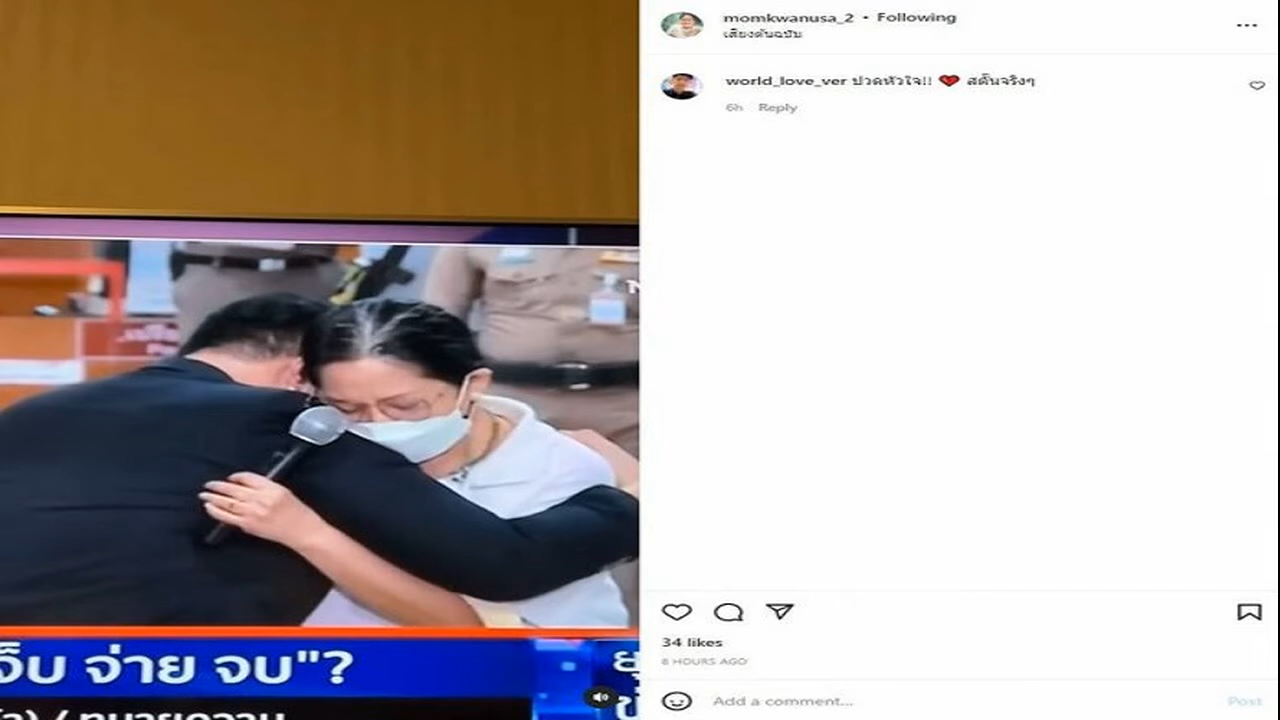 momkwanusa_2 • Following
เสียงต้นฉบับ
world_love_ver ปวดหัวใจ!! สตั๊นจริงๆ
6h Reply
จ็บ จ่าย จบ"?
34 likes
8 HOURS AGO
Add a comment...
Post